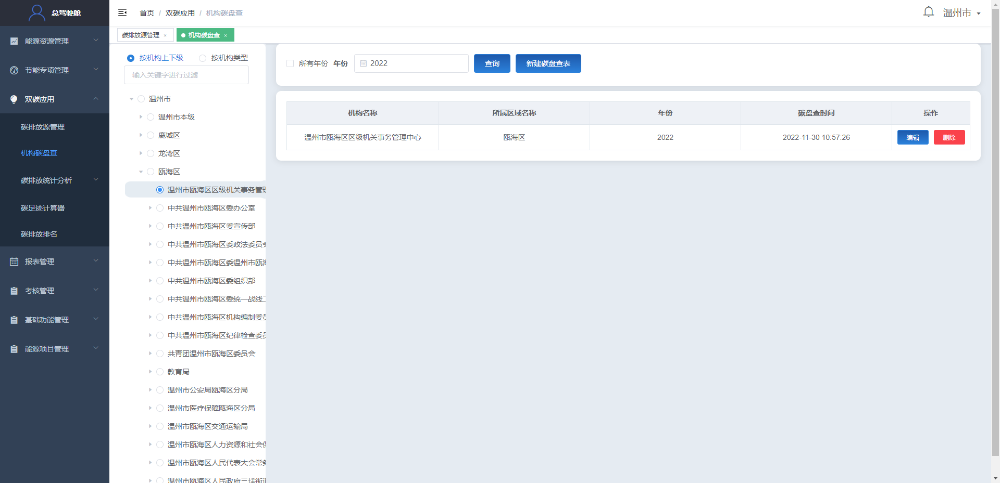 总驾驶舱
首页 / 双碳应用 / 机构碳盘查
温州市
碳排放源管理 ×
机构碳盘查 ×
能源资源管理
节能专项管理
双碳应用
碳排放源管理
机构碳盘查
碳排放统计分析
碳足迹计算器
碳排放排名
报表管理
考核管理
基础功能管理
能源项目管理
按机构上下级 按机构类型
输入关键字进行过滤
温州市
温州市本级
鹿城区
龙湾区
瓯海区
温州市瓯海区区级机关事务管理
中共温州市瓯海区委办公室
中共温州市瓯海区委宣传部
中共温州市瓯海区委政法委员会
中共温州市瓯海区委温州市瓯海
中共温州市瓯海区委组织部
中共温州市瓯海区委统一战线工
中共温州市瓯海区机构编制委员
中共温州市瓯海区纪律检查委员
共青团温州市瓯海区委员会
教育局
温州市公安局瓯海区分局
温州市医疗保障瓯海区分局
温州市瓯海区交通运输局
温州市瓯海区人力资源和社会保
温州市瓯海区人民代表大会常务
温州市瓯海区人民政府三垟街道
所有年份 年份 2022 查询 新建碳盘查表
机构名称 所属区域名称 年份 碳盘查时间 操作
温州市瓯海区区级机关事务管理中心 瓯海区 2022 2022-11-30 10:57:26 编辑 删除